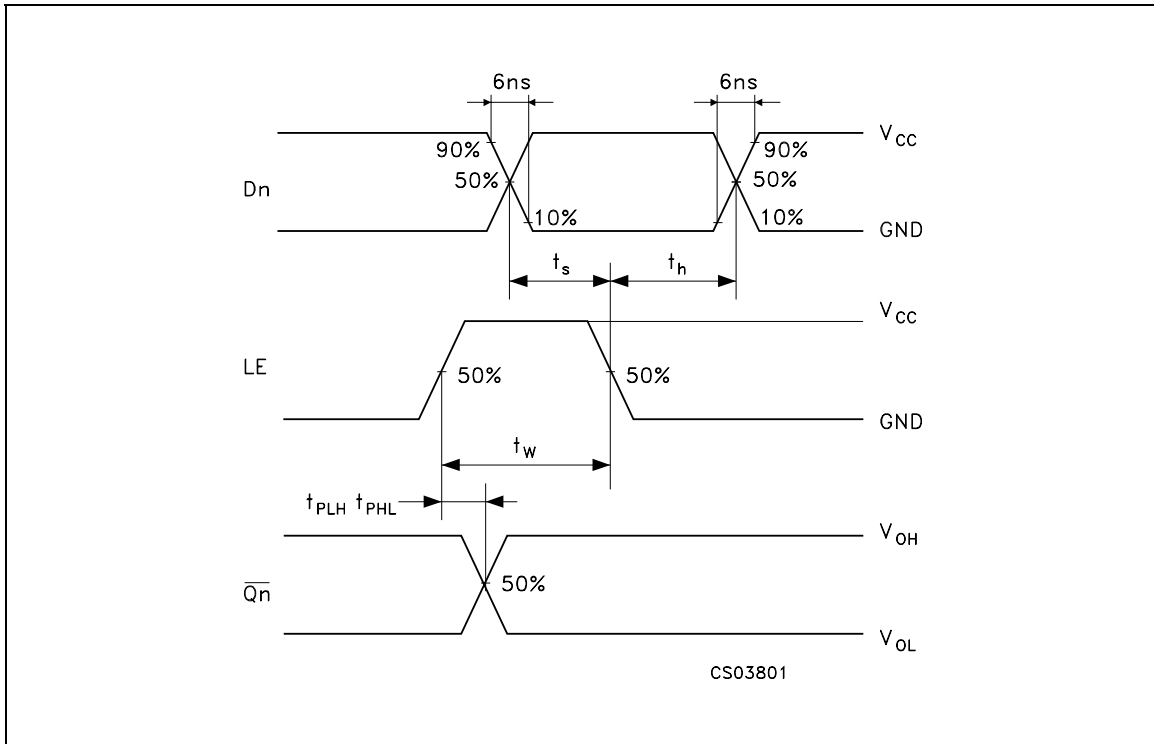 6ns 6ns
V_CC
90% 90%
Dn 50% 50%
10% 10%
GND
t_s t_h
V_CC
LE 50% 50%
GND
t_W
t_PLH t_PHL
V_OH
Q̅n̅ 50%
V_OL
CS03801